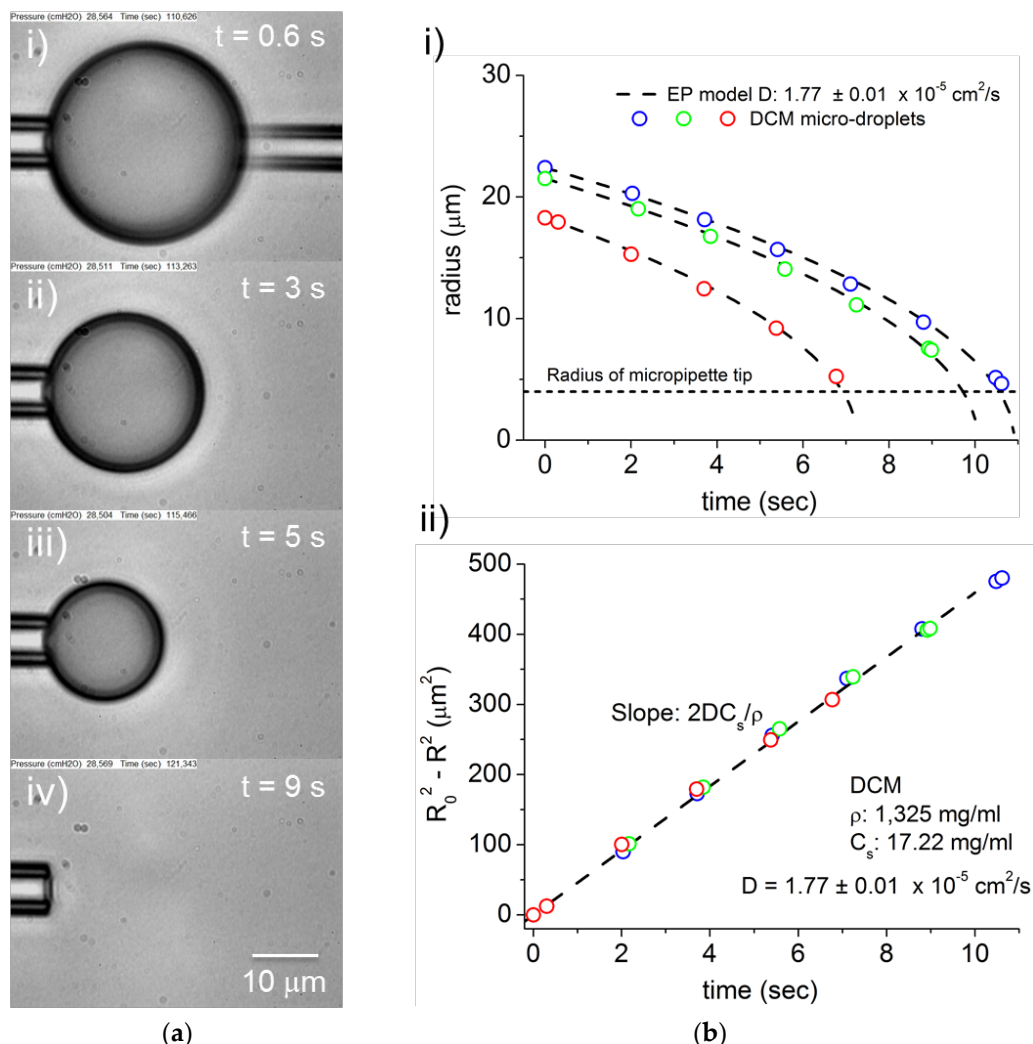 Pressure (cmH2O) 28,564 Time (sec) 110,626
i)
t = 0.6 s
Pressure (cmH2O) 28,511 Time (sec) 113,263
ii)
t = 3 s
Pressure (cmH2O) 28,504 Time (sec) 115,466
iii)
t = 5 s
Pressure (cmH2O) 28,569 Time (sec) 121,343
iv)
t = 9 s
10 μm
(a)
i)
30
20
10
0
radius (μm)
EP model D: 1.77 ± 0.01 x 10⁻⁵ cm²/s
DCM micro-droplets
Radius of micropipette tip
0 2 4 6 8 10
time (sec)
ii)
500
400
300
200
100
0
R₀² - R² (μm²)
Slope: 2DCₛ/ρ
DCM
ρ: 1,325 mg/ml
Cₛ: 17.22 mg/ml
D = 1.77 ± 0.01 x 10⁻⁵ cm²/s
0 2 4 6 8 10
time (sec)
(b)